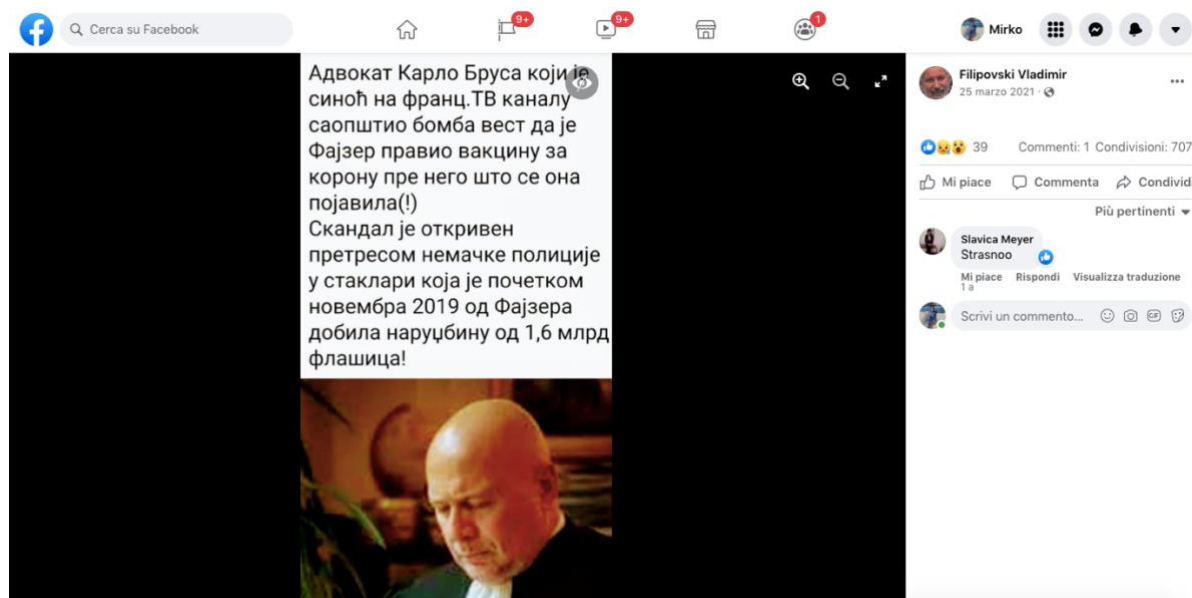 Cerca su Facebook
9+
9+
1
Mirko
Адвокат Карло Бруса који је
синоћ на франц.ТВ каналу
саопштио бомба вест да је
Фајзер правио вакцину за
корону пре него што се она
појавила(!)
Скандал је откривен
претресом немачке полиције
у стаклари која је почетком
новембра 2019 од Фајзера
добила наруџбину од 1,6 млрд
флашица!
Filipovski Vladimir
25 marzo 2021 ·
39 Commenti: 1 Condivisioni: 707
Mi piace Commenta Condivid
Più pertinenti
Slavica Meyer
Strasnoo
Mi piace Rispondi Visualizza traduzione
1 a
Scrivi un commento...
GIF